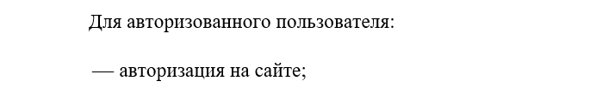 Для авторизованного пользователя:
— авторизация на сайте;